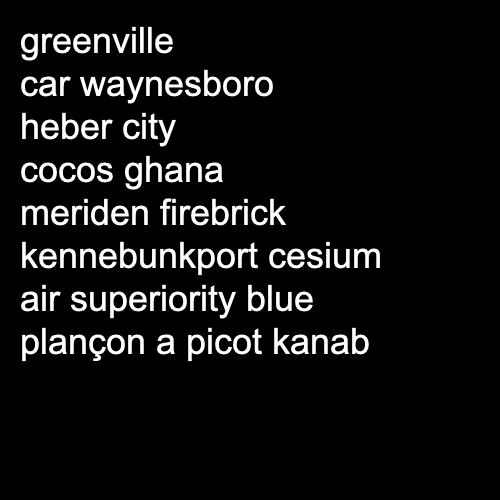 greenville
car waynesboro
heber city
cocos ghana
meriden firebrick
kennebunkport cesium
air superiority blue
plançon a picot kanab